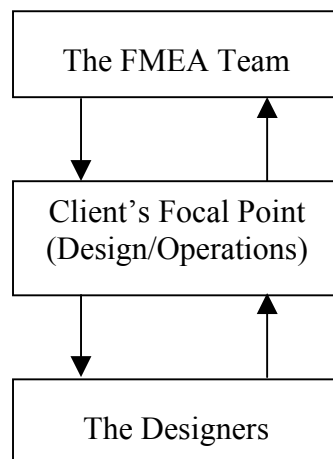 The FMEA Team
Client’s Focal Point
(Design/Operations)
The Designers